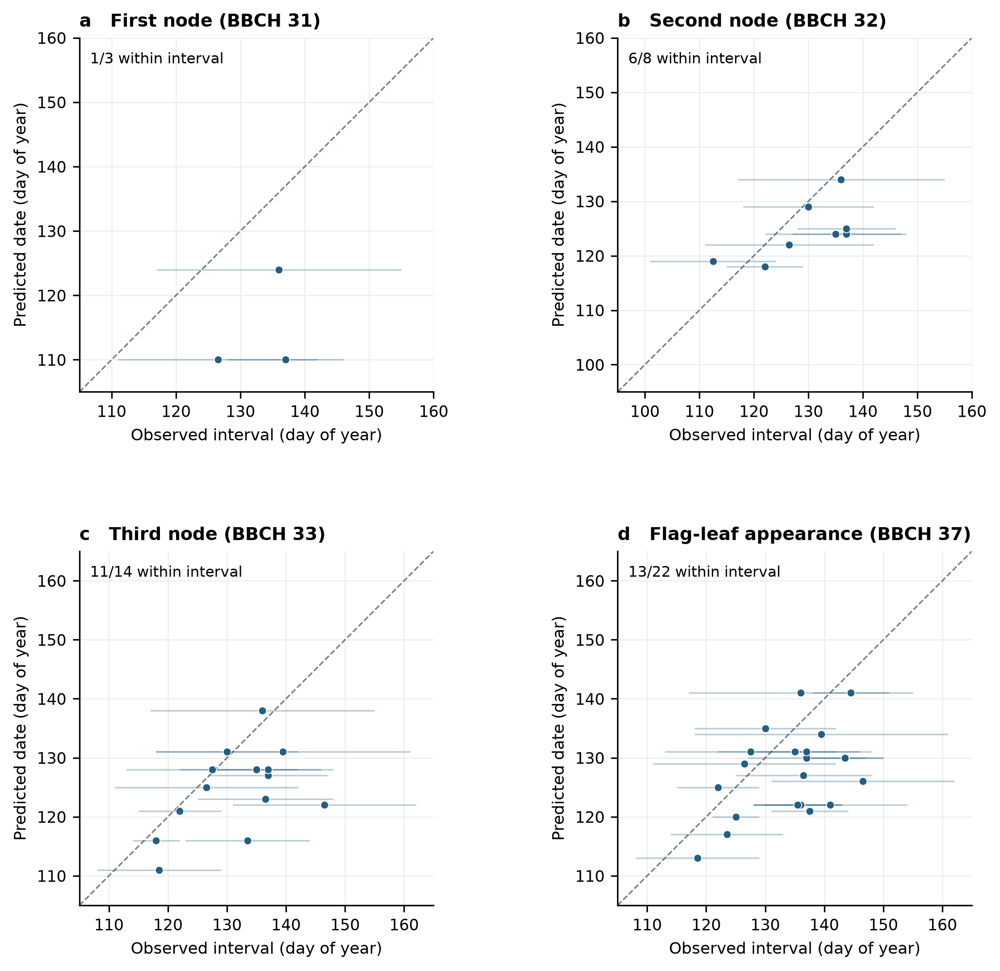 a First node (BBCH 31)
160
150
140
130
120
110
1/3 within interval
Predicted date (day of year)
110 120 130 140 150 160
Observed interval (day of year)
b Second node (BBCH 32)
160
150
140
130
120
110
100
6/8 within interval
Predicted date (day of year)
100 110 120 130 140 150 160
Observed interval (day of year)
c Third node (BBCH 33)
160
150
140
130
120
110
11/14 within interval
Predicted date (day of year)
110 120 130 140 150 160
Observed interval (day of year)
d Flag-leaf appearance (BBCH 37)
160
150
140
130
120
110
13/22 within interval
Predicted date (day of year)
110 120 130 140 150 160
Observed interval (day of year)